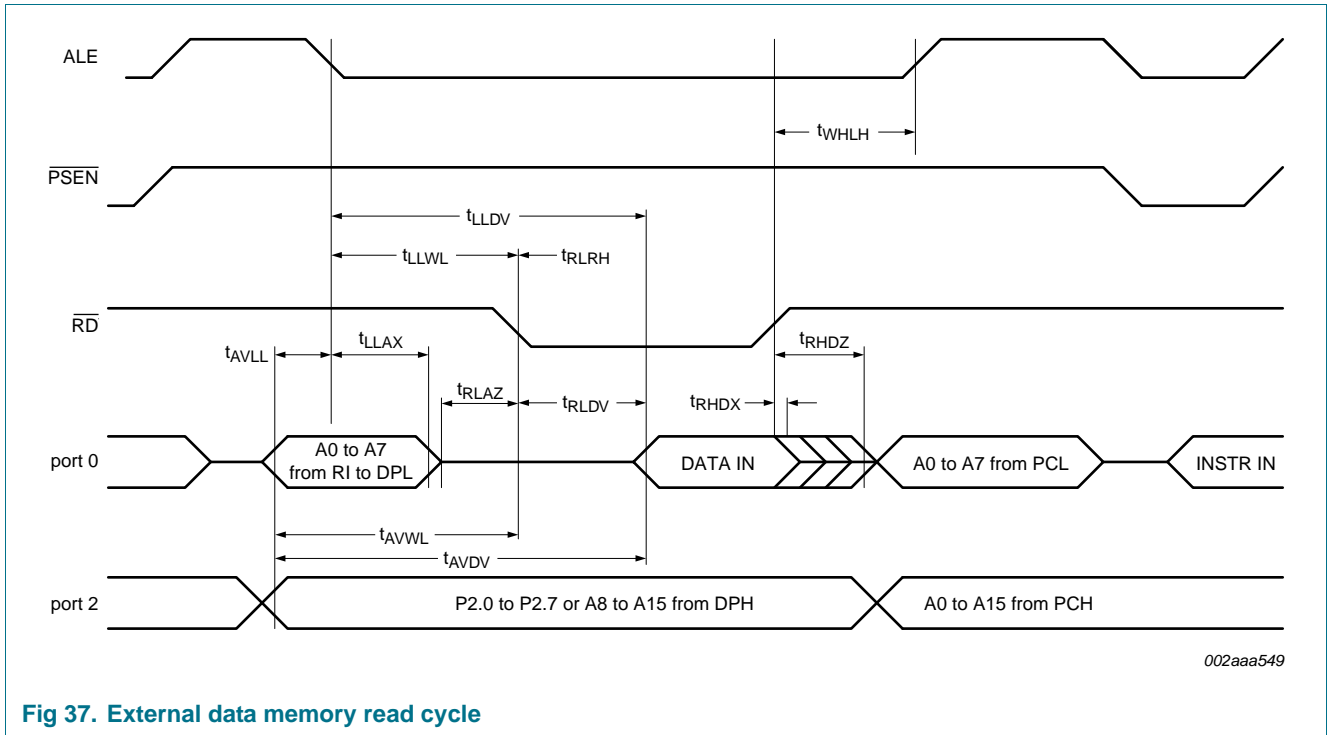 ALE
tWHLH
PSEN
tLLDV
tLLWL
tRLRH
RD
tAVLL
tLLAX
tRHDZ
tRLAZ
tRLDV
tRHDX
port 0
A0 to A7
from RI to DPL
DATA IN
A0 to A7 from PCL
INSTR IN
tAVWL
tAVDV
port 2
P2.0 to P2.7 or A8 to A15 from DPH
A0 to A15 from PCH
002aaa549
Fig 37. External data memory read cycle